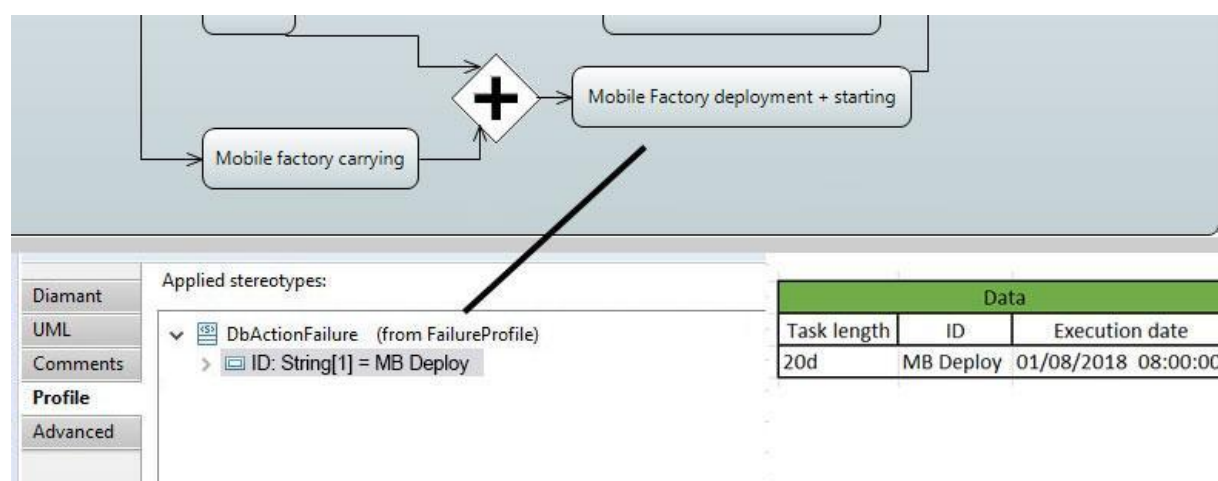 Mobile Factory deployment + starting
Mobile factory carrying
Applied stereotypes:
Diamant
UML
Comments
Profile
Advanced
DbActionFailure (from FailureProfile)
ID: String[1] = MB Deploy
Data
Task length ID Execution date
20d MB Deploy 01/08/2018 08:00:00